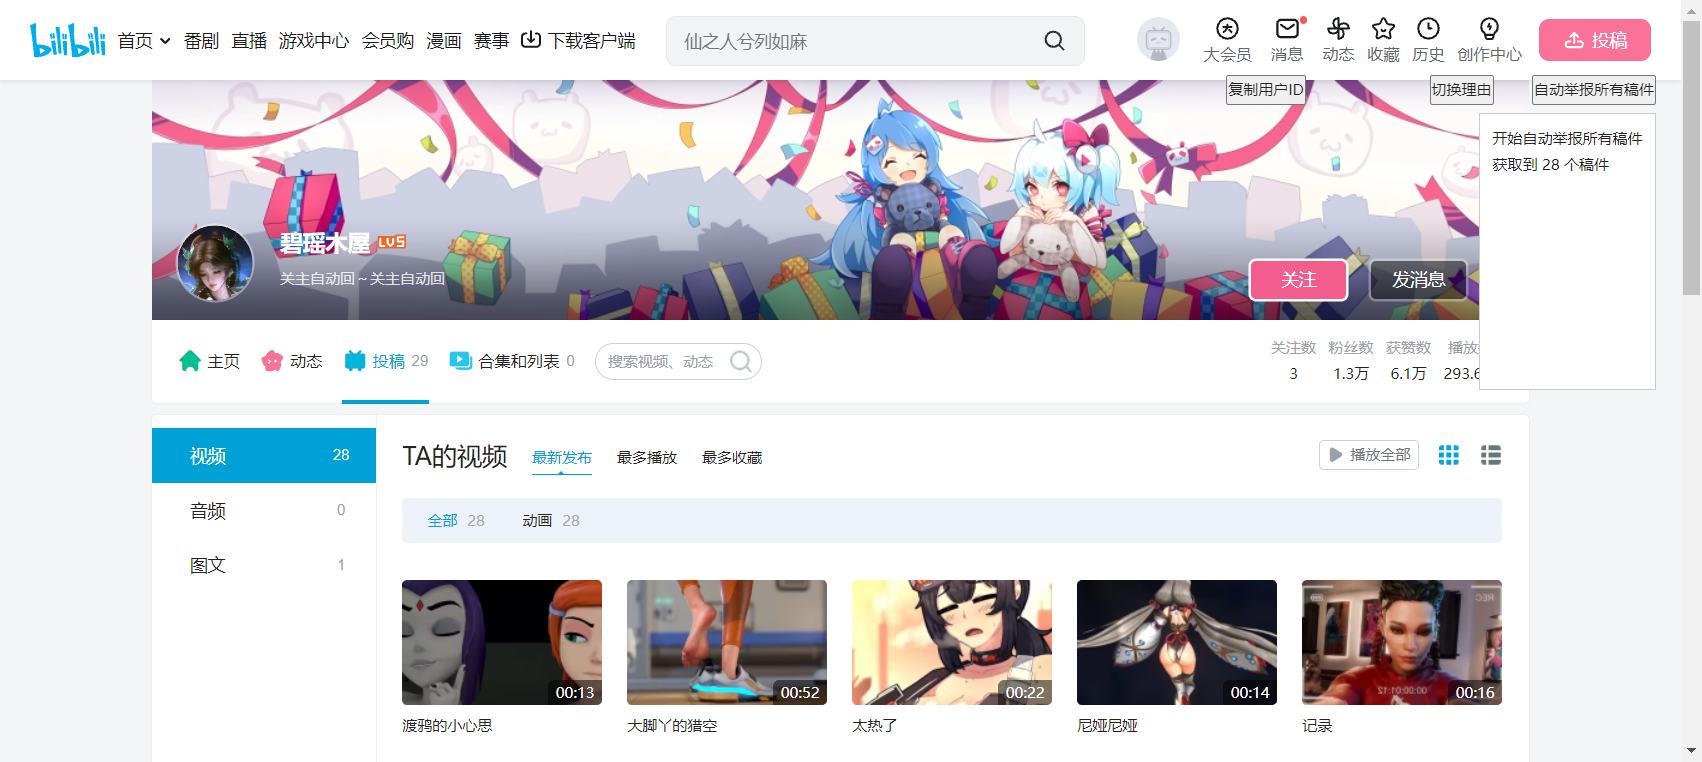 bilibili 首页 番剧 直播 游戏中心 会员购 漫画 赛事 下载客户端 仙之人兮列如麻 大会员 消息 动态 收藏 历史 创作中心 投稿
复制用户ID 切换理由 自动举报所有稿件
开始自动举报所有稿件
获取到 28 个稿件
碧瑶木屋 LV5
关主自动回～关主自动回
关注 发消息
主页 动态 投稿 29 合集和列表 0 搜索视频、动态
关注数 粉丝数 获赞数 播放
3 1.3万 6.1万 293.6
视频 28
音频 0
图文 1
TA的视频 最新发布 最多播放 最多收藏 播放全部
全部 28 动画 28
00:13 00:52 00:22 00:14 00:16
渡鸦的小心思 大脚丫的猎空 太热了 尼娅尼娅 记录